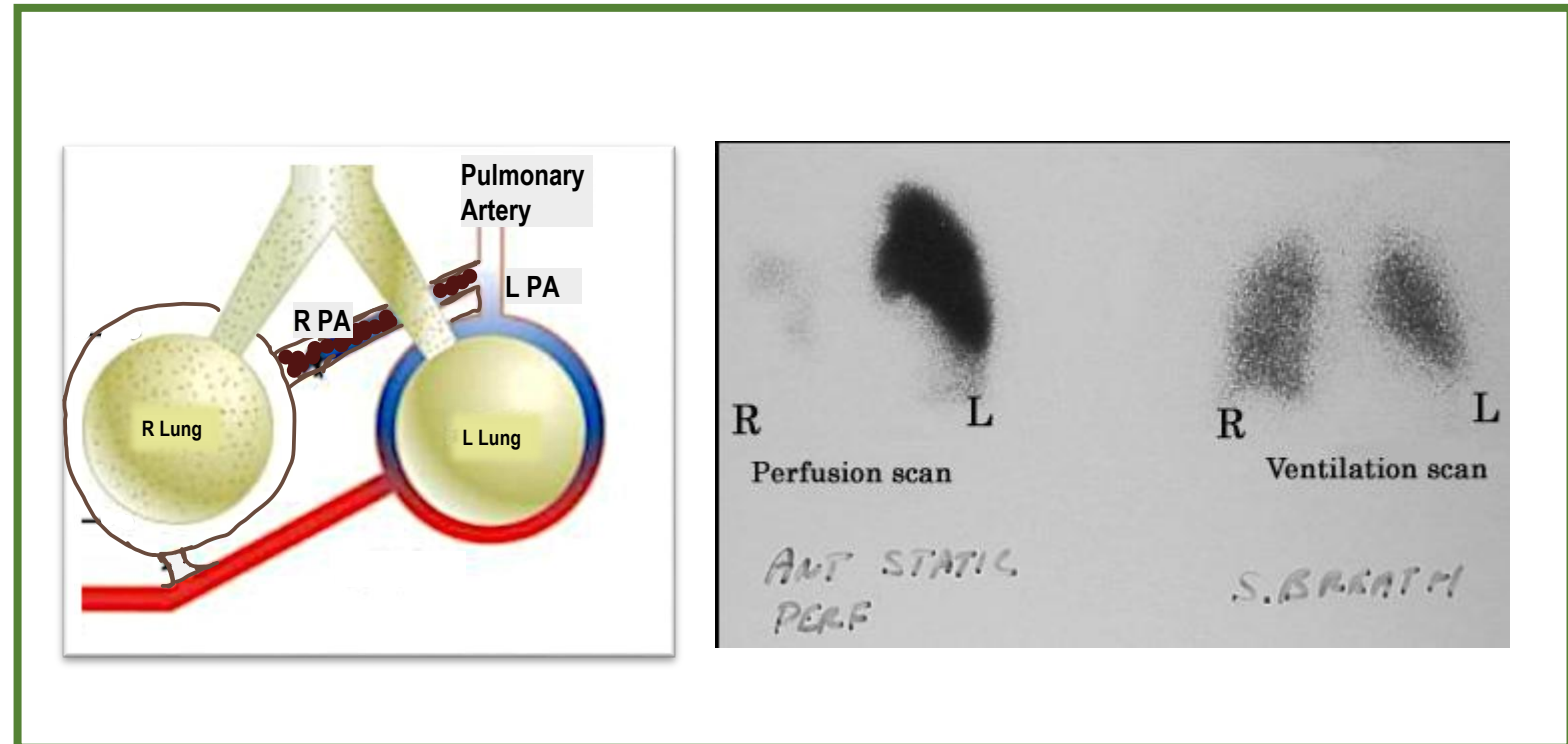 Pulmonary
Artery
L PA
R PA
R Lung
L Lung
R
L
Perfusion scan
ANT STATIC
PERF
R
L
Ventilation scan
S. BREATH